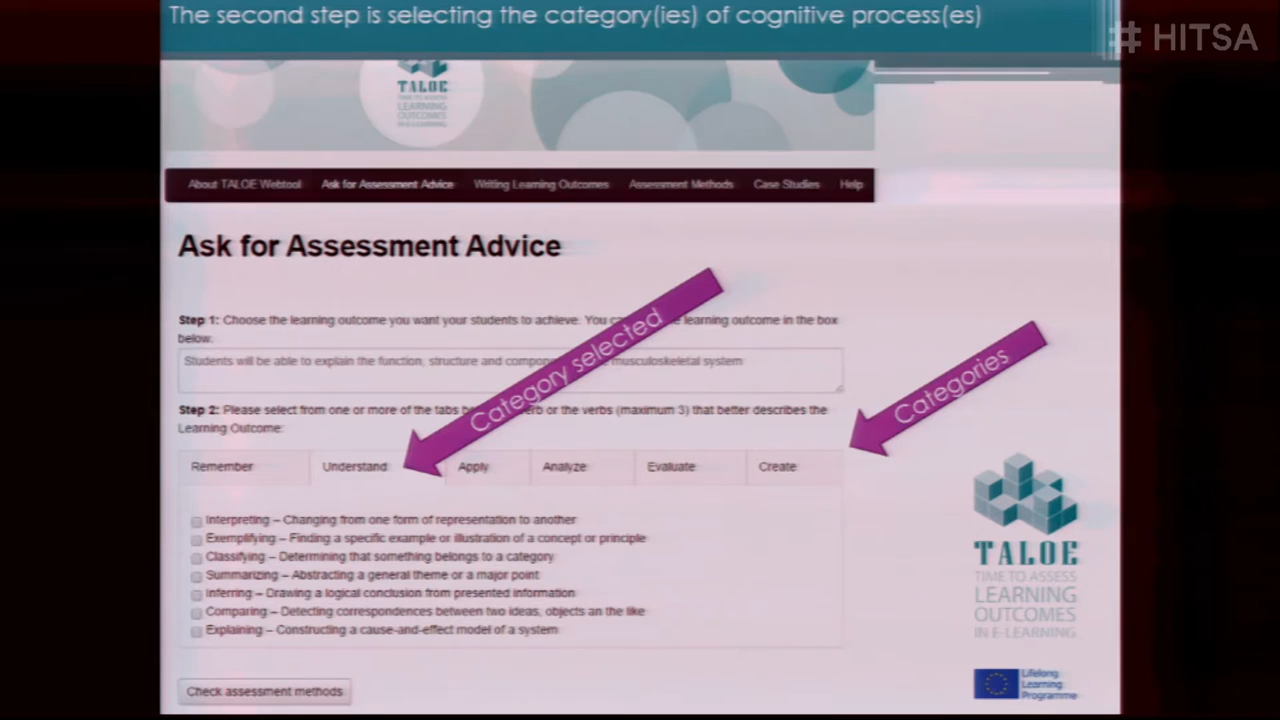 The second step is selecting the category(ies) of cognitive process(es)
# HITSA
TALOE
TIME TO ASSESS
LEARNING
OUTCOMES
IN E-LEARNING
About TALOE Webtool Ask for Assessment Advice Writing Learning Outcomes Assessment Methods Case Studies Help
Ask for Assessment Advice
Step 1: Choose the learning outcome you want your students to achieve. You learning outcome in the box
below.
Students will be able to explain the function, structure and musculoskeletal system
Category selected
Categories
Step 2: Please select from one or more of the tabs or the verbs (maximum 3) that better describes the
Learning Outcome:
Remember Understand Apply Analyze Evaluate Create
Interpreting – Changing from one form of representation to another
Exemplifying – Finding a specific example or illustration of a concept or principle
Classifying – Determining that something belongs to a category
Summarizing – Abstracting a general theme or a major point
Inferring – Drawing a logical conclusion from presented information
Comparing – Detecting correspondences between two ideas, objects an the like
Explaining – Constructing a cause-and-effect model of a system
Check assessment methods
TALOE
TIME TO ASSESS
LEARNING
OUTCOMES
IN E-LEARNING
Lifelong
Learning
Programme